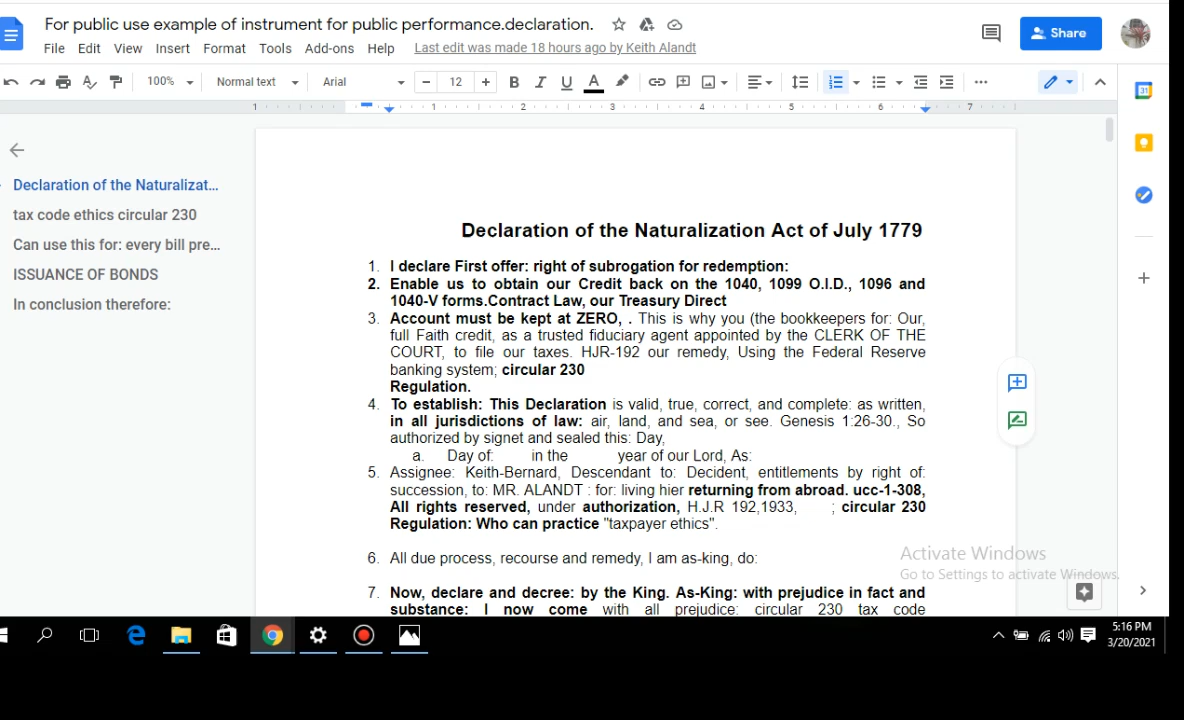 For public use example of instrument for public performance.declaration.
File Edit View Insert Format Tools Add-ons Help Last edit was made 18 hours ago by Keith Alandt
Share
100% Normal text Arial − 12 + B I U A
31
1 1 2 3 4 5 6 7
Declaration of the Naturalizat...
tax code ethics circular 230
Can use this for: every bill pre...
ISSUANCE OF BONDS
In conclusion therefore:
Declaration of the Naturalization Act of July 1779
1. I declare First offer: right of subrogation for redemption:
2. Enable us to obtain our Credit back on the 1040, 1099 O.I.D., 1096 and
1040-V forms.Contract Law, our Treasury Direct
3. Account must be kept at ZERO, . This is why you (the bookkeepers for: Our,
full Faith credit, as a trusted fiduciary agent appointed by the CLERK OF THE
COURT, to file our taxes. HJR-192 our remedy, Using the Federal Reserve
banking system; circular 230
Regulation.
4. To establish: This Declaration is valid, true, correct, and complete: as written,
in all jurisdictions of law: air, land, and sea, or see. Genesis 1:26-30., So
authorized by signet and sealed this: Day,
a. Day of: in the year of our Lord, As:
5. Assignee: Keith-Bernard, Descendant to: Decident, entitlements by right of:
succession, to: MR. ALANDT : for: living hier returning from abroad. ucc-1-308,
All rights reserved, under authorization, H.J.R 192,1933, ; circular 230
Regulation: Who can practice "taxpayer ethics".
6. All due process, recourse and remedy, I am as-king, do:
7. Now, declare and decree: by the King. As-King: with prejudice in fact and
substance: I now come with all prejudice: circular 230 tax code
Activate Windows
Go to Settings to activate Windows.
5:16 PM
3/20/2021